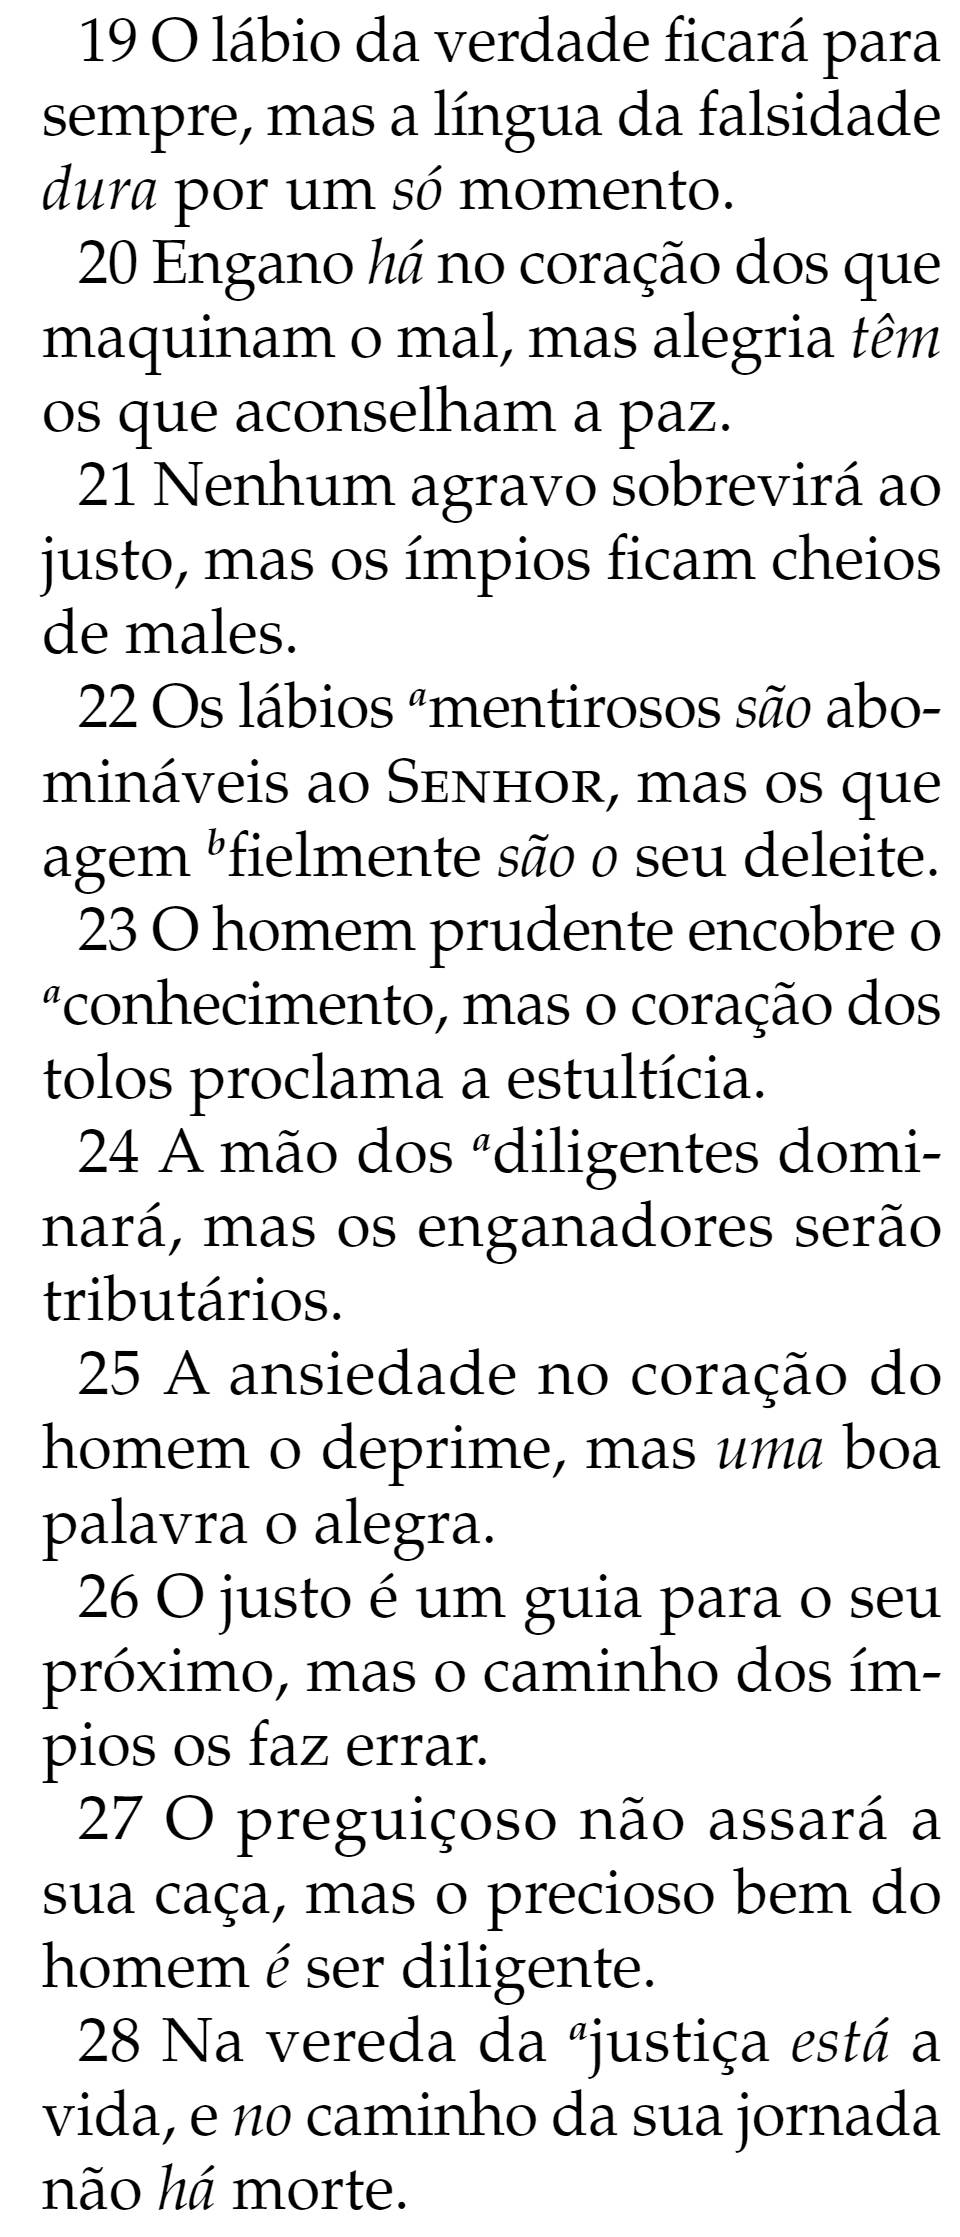 19 O lábio da verdade ficará para
sempre, mas a língua da falsidade
dura por um só momento.
20 Engano há no coração dos que
maquinam o mal, mas alegria têm
os que aconselham a paz.
21 Nenhum agravo sobrevirá ao
justo, mas os ímpios ficam cheios
de males.
22 Os lábios ᵃmentirosos são abo-
mináveis ao SENHOR, mas os que
agem ᵇfielmente são o seu deleite.
23 O homem prudente encobre o
ᵃconhecimento, mas o coração dos
tolos proclama a estultícia.
24 A mão dos ᵃdiligentes domi-
nará, mas os enganadores serão
tributários.
25 A ansiedade no coração do
homem o deprime, mas uma boa
palavra o alegra.
26 O justo é um guia para o seu
próximo, mas o caminho dos ím-
pios os faz errar.
27 O preguiçoso não assará a
sua caça, mas o precioso bem do
homem é ser diligente.
28 Na vereda da ᵃjustiça está a
vida, e no caminho da sua jornada
não há morte.